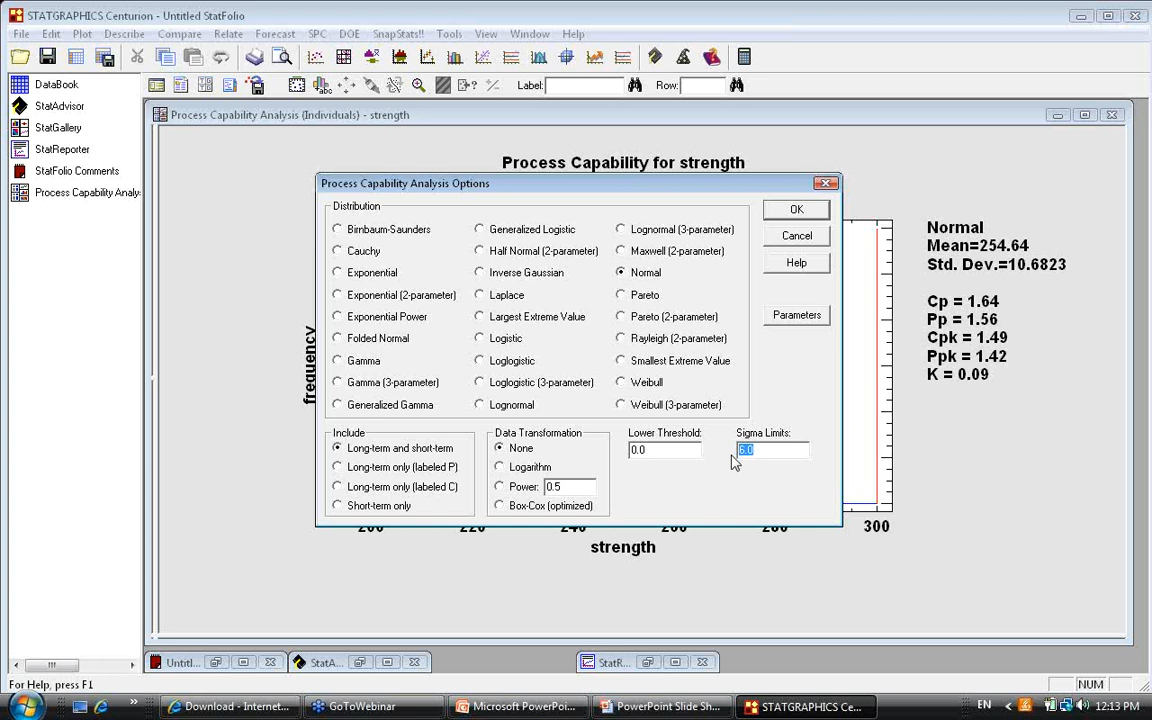 STATGRAPHICS Centurion - Untitled StatFolio
File Edit Plot Describe Compare Relate Forecast SPC DOE SnapStats!! Tools View Window Help
Label: Row:
DataBook
StatAdvisor
StatGallery
StatReporter
StatFolio Comments
Process Capability Analy:
Process Capability Analysis (Individuals) - strength
Process Capability for strength
Process Capability Analysis Options
Distribution
Birnbaum-Saunders Generalized Logistic Lognormal (3-parameter)
Cauchy Half Normal (2-parameter) Maxwell (2-parameter)
Exponential Inverse Gaussian Normal
Exponential (2-parameter) Laplace Pareto
Exponential Power Largest Extreme Value Pareto (2-parameter)
Folded Normal Logistic Rayleigh (2-parameter)
Gamma Loglogistic Smallest Extreme Value
Gamma (3-parameter) Loglogistic (3-parameter) Weibull
Generalized Gamma Lognormal Weibull (3-parameter)
OK
Cancel
Help
Parameters
Include
Long-term and short-term
Long-term only (labeled P)
Long-term only (labeled C)
Short-term only
Data Transformation
None
Logarithm
Power: 0.5
Box-Cox (optimized)
Lower Threshold: Sigma Limits:
0.0 6.0
frequency
200 220 240 260 280 300
strength
Normal
Mean=254.64
Std. Dev.=10.6823
Cp = 1.64
Pp = 1.56
Cpk = 1.49
Ppk = 1.42
K = 0.09
Untitl... StatA... StatR...
For Help, press F1 NUM
Download - Internet... GoToWebinar Microsoft PowerPoi... PowerPoint Slide Sh... STATGRAPHICS Ce... EN 12:13 PM